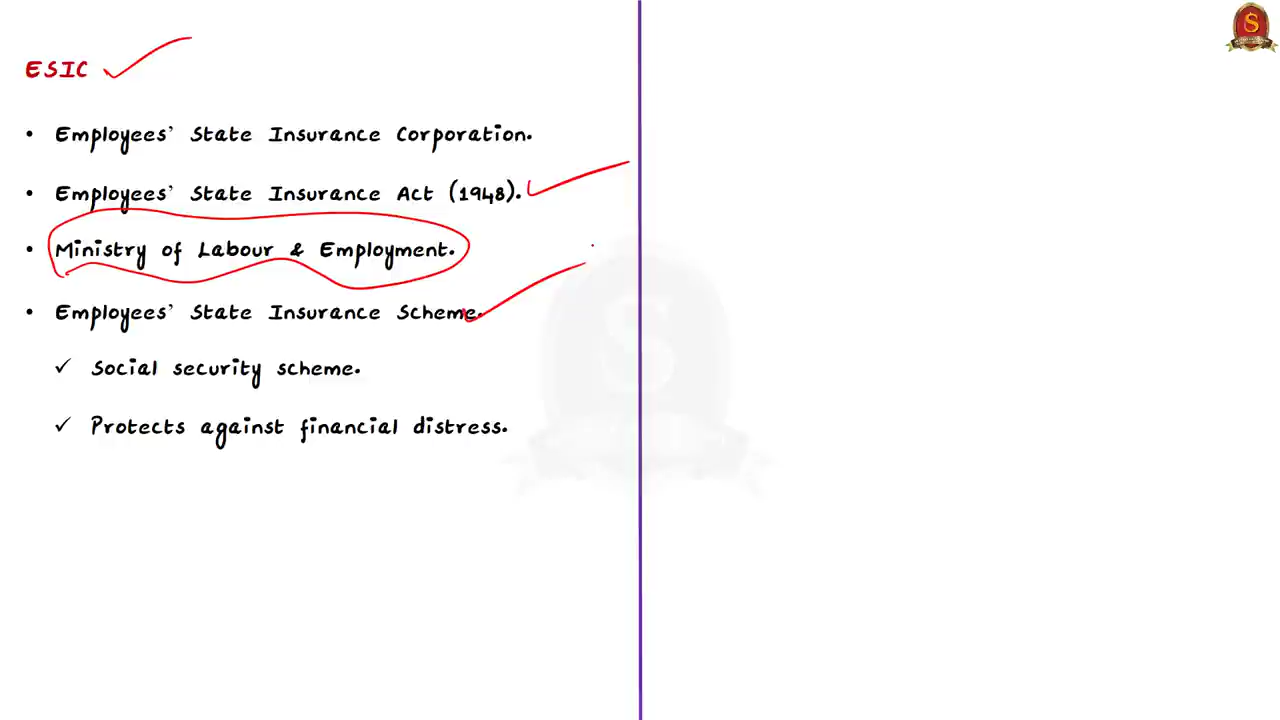 ESIC
• Employees' State Insurance Corporation.
• Employees' State Insurance Act (1948).
• Ministry of Labour & Employment.
• Employees' State Insurance Scheme.
✓ Social security scheme.
✓ Protects against financial distress.